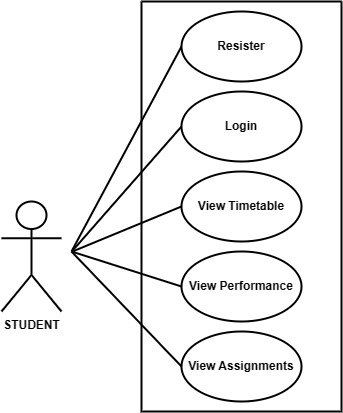 Resister
Login
View Timetable
View Performance
STUDENT
View Assignments